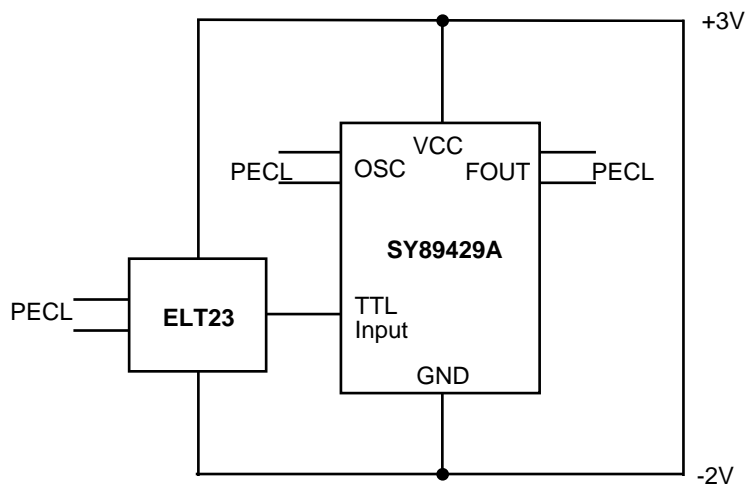 +3V
VCC
PECL OSC FOUT PECL
SY89429A
PECL ELT23 TTL
Input
GND
-2V